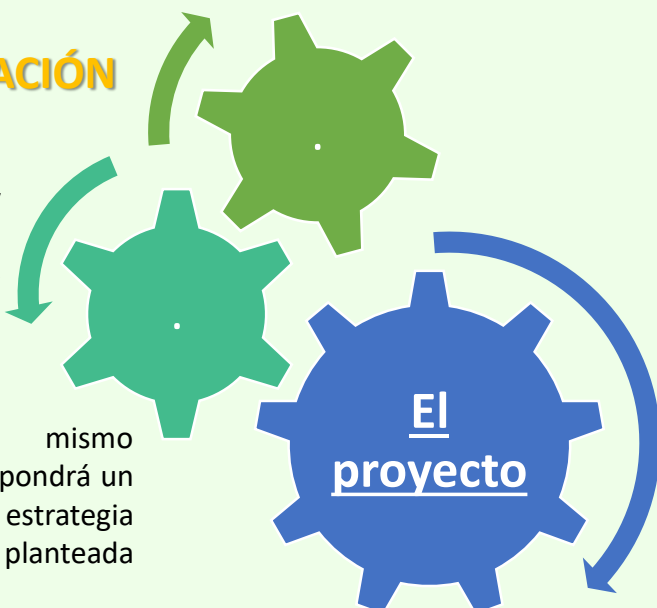 ACIÓN
mismo
pondrá un
estrategia
planteada
El
proyecto